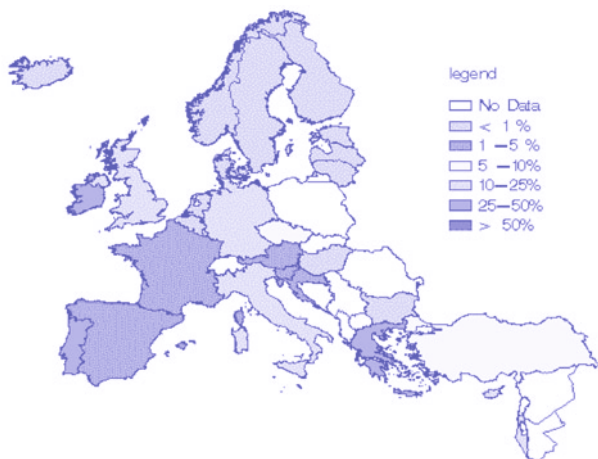 legend
No Data
< 1 %
1 –5 %
5 –10%
10–25%
25–50%
> 50%